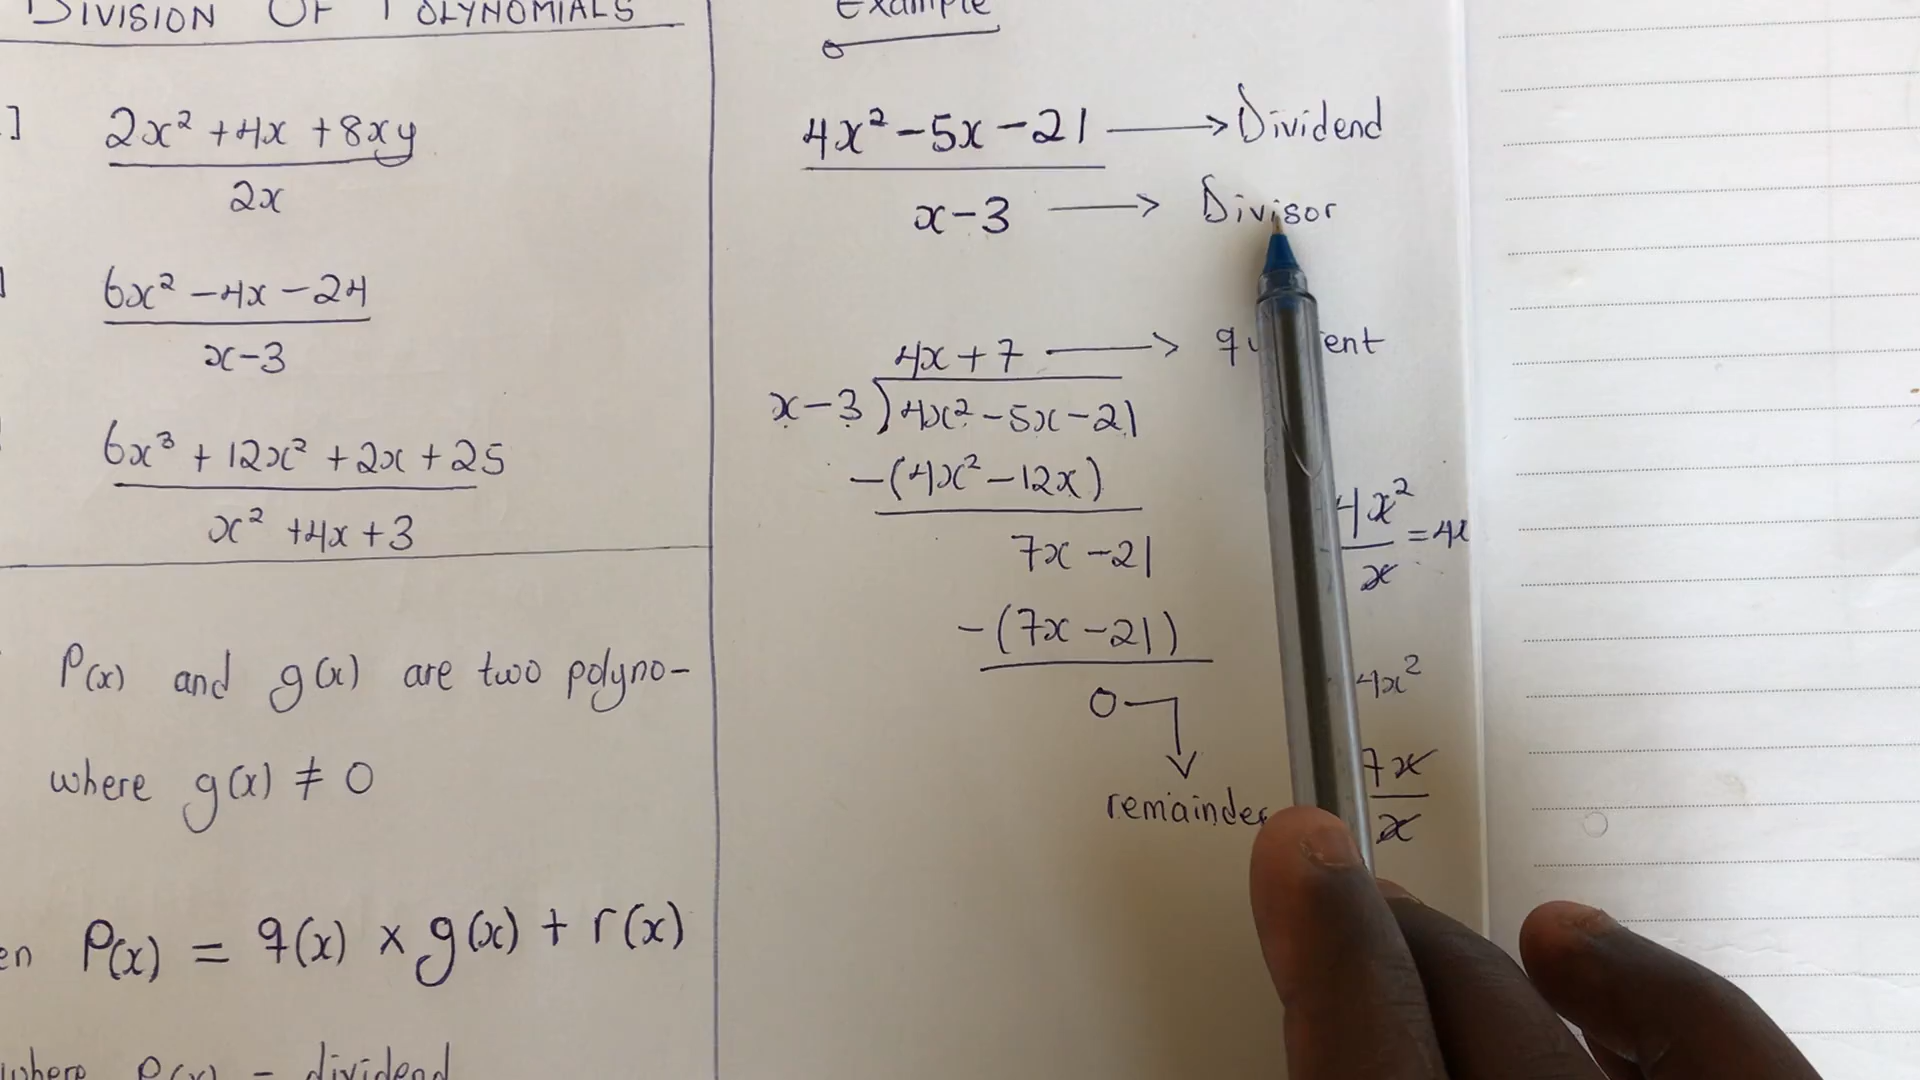 DIVISION OF POLYNOMIALS
]
2x² + 4x + 8xy
2x
]
6x² - 4x - 24
x - 3
6x³ + 12x² + 2x + 25
x² + 4x + 3
P(x) and g(x) are two polyno-
where g(x) ≠ 0
P(x) = q(x) × g(x) + r(x)
where P(x) - dividend
Example
4x² - 5x - 21 → Dividend
x - 3 → Divisor
4x + 7 →
x - 3 ) 4x² - 5x - 21
-(4x² - 12x)
7x - 21
-(7x - 21)
0
remainder
4x²
x
= 4x
4x²
7x
x